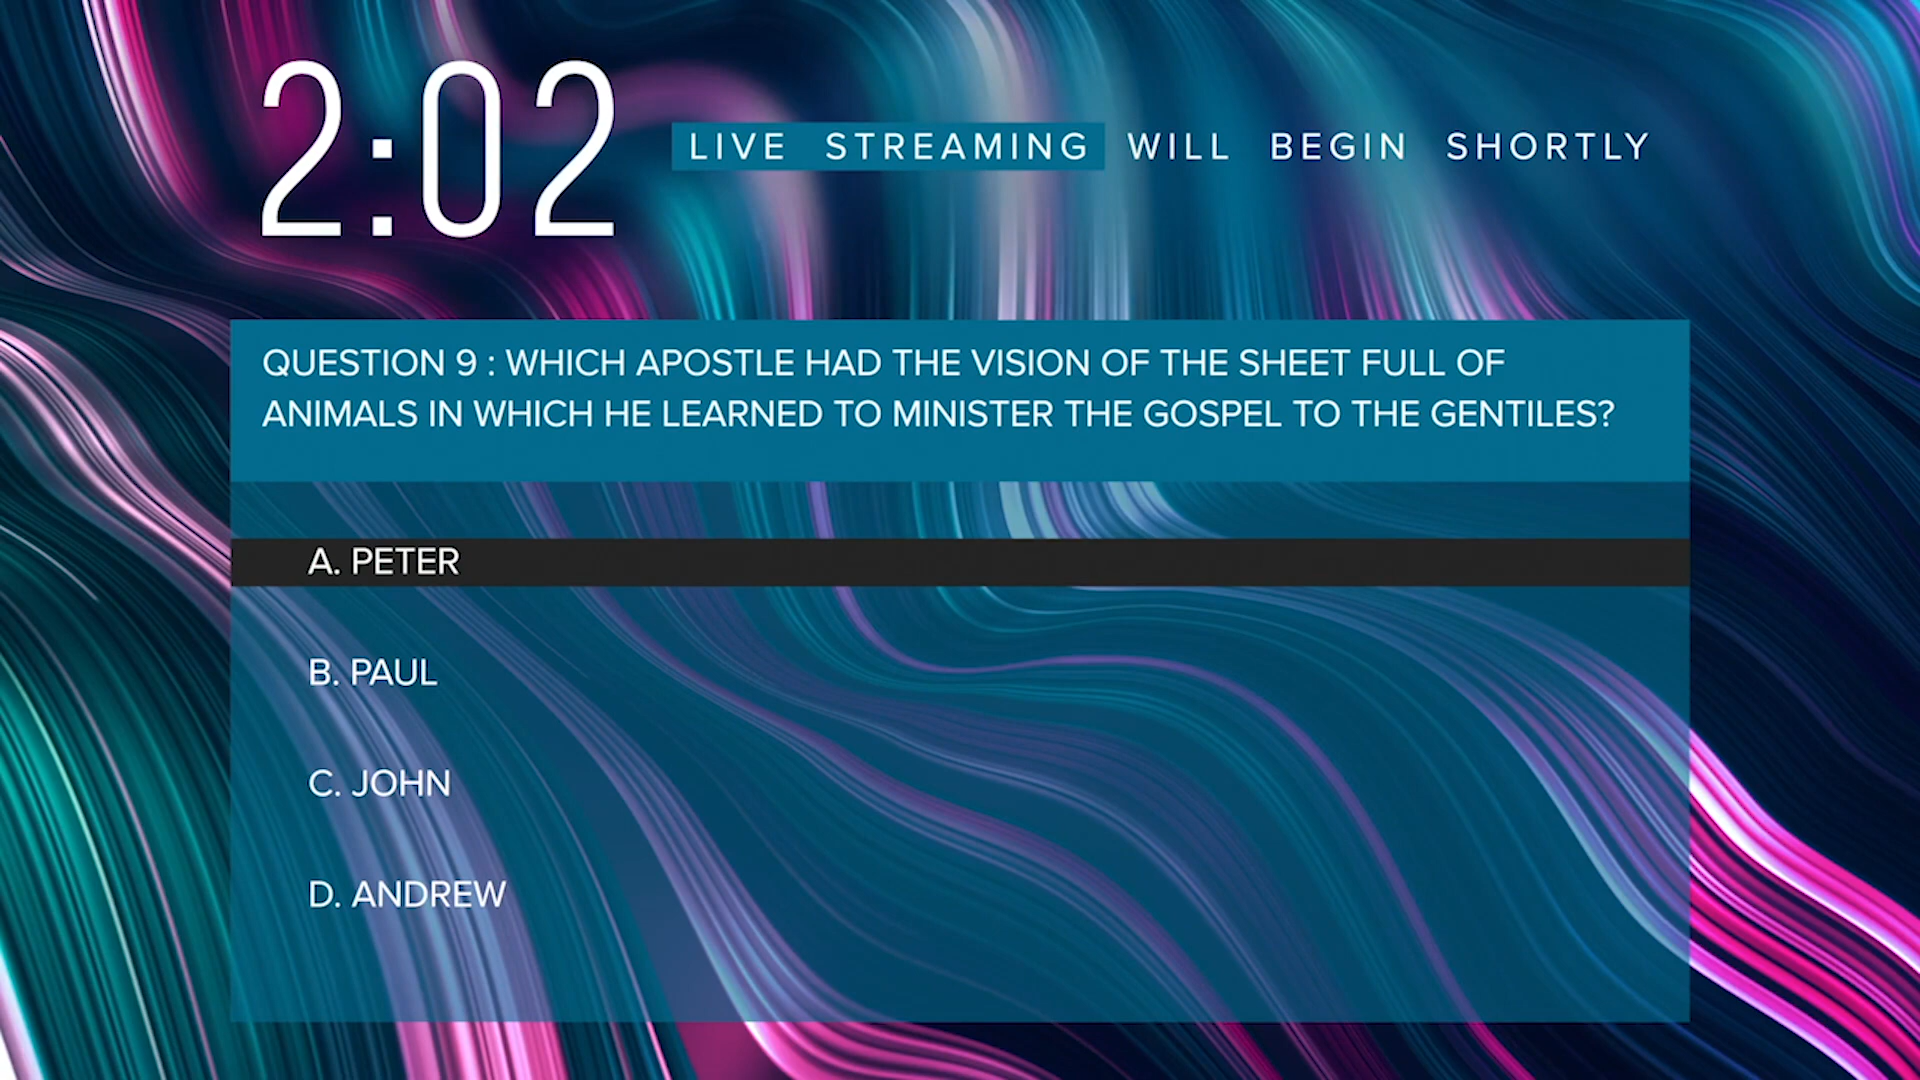 2:02
LIVE STREAMING WILL BEGIN SHORTLY
QUESTION 9 : WHICH APOSTLE HAD THE VISION OF THE SHEET FULL OF
ANIMALS IN WHICH HE LEARNED TO MINISTER THE GOSPEL TO THE GENTILES?
A. PETER
B. PAUL
C. JOHN
D. ANDREW